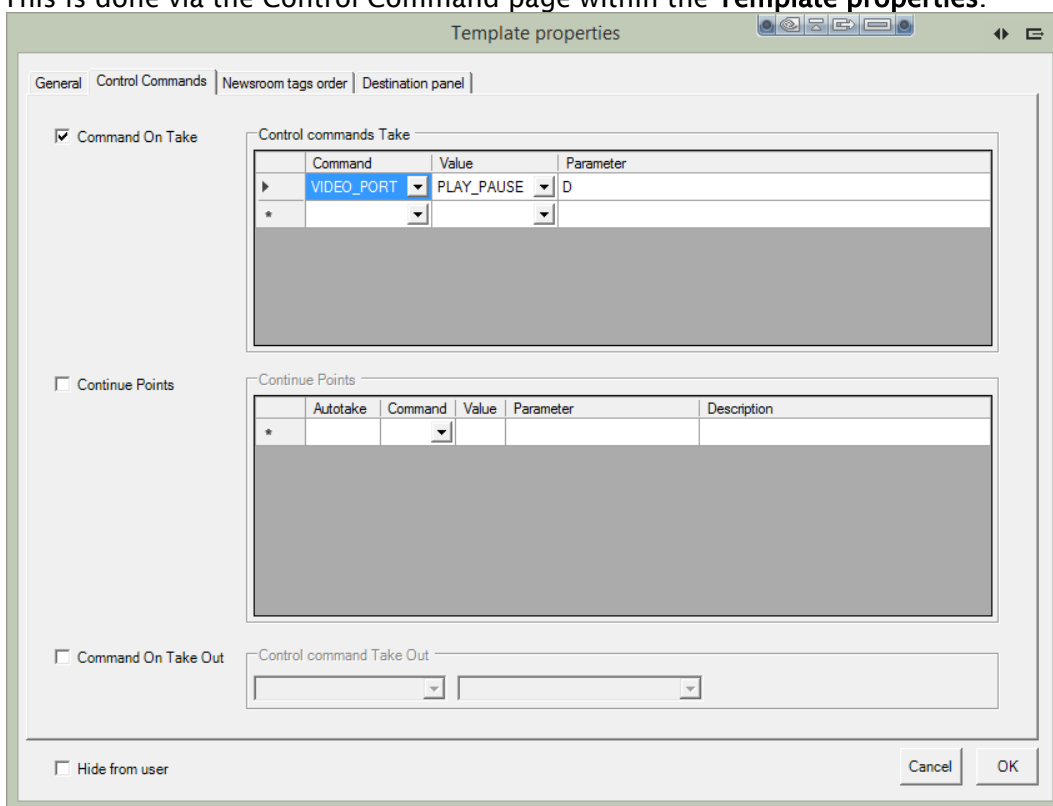 This is done via the Control Command page within the Template properties.
Template properties
General Control Commands Newsroom tags order Destination panel
Command On Take
Control commands Take
Command Value Parameter
VIDEO_PORT PLAY_PAUSE D
Continue Points
Continue Points
Autotake Command Value Parameter Description
Command On Take Out
Control command Take Out
Hide from user
Cancel OK